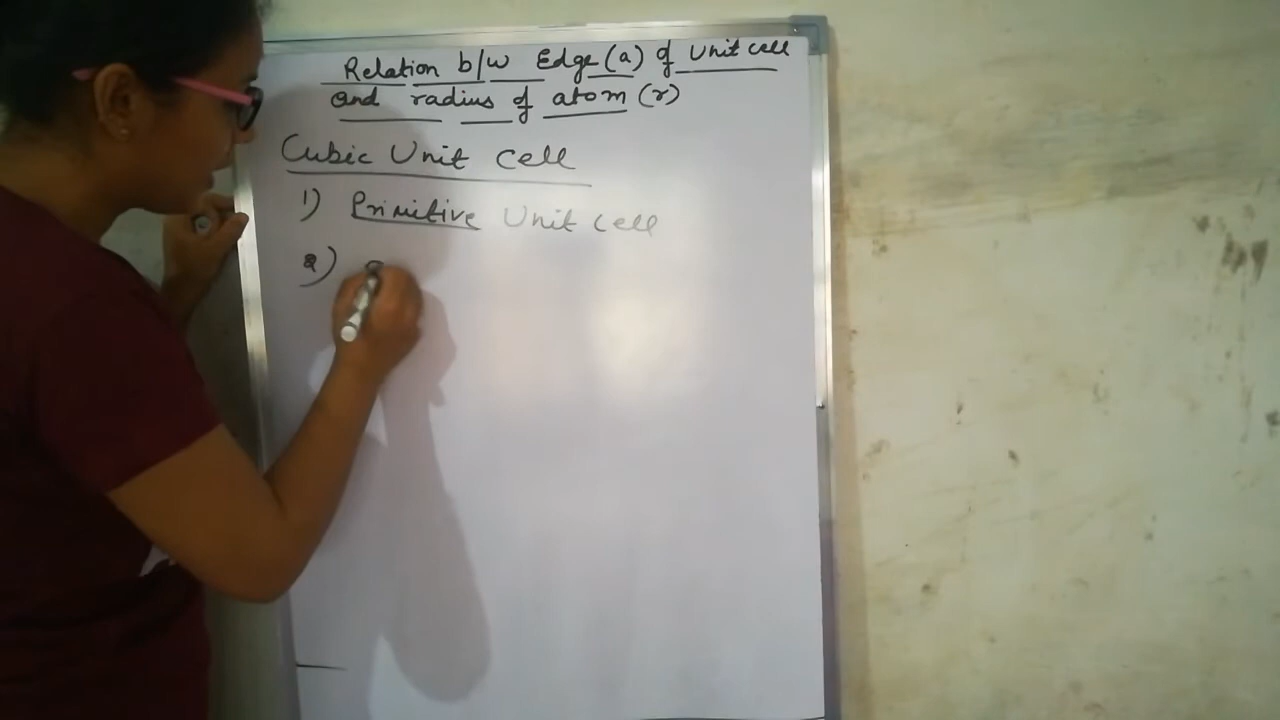 Relation b/w Edge(a) of Unit cell
and radius of atom (r)
Cubic Unit Cell
1) Primitive Unit Cell
2)